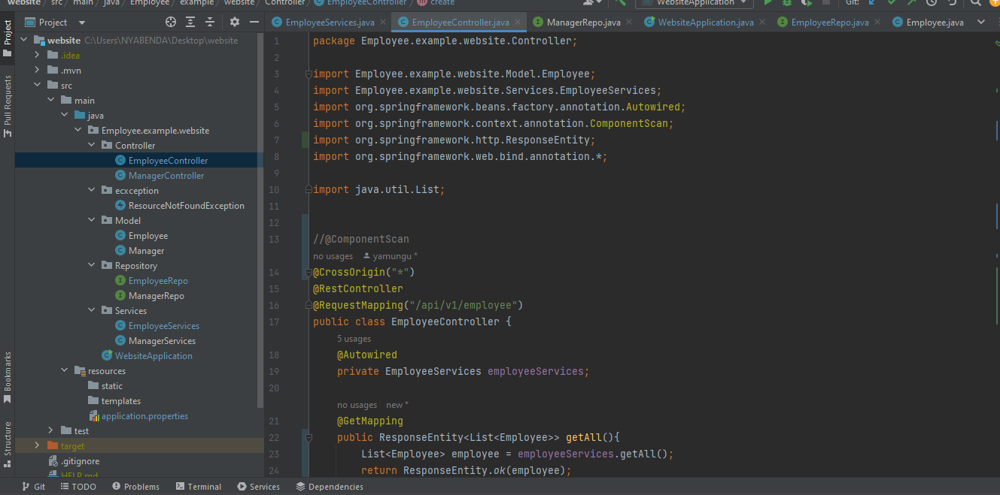 website src main java Employee example website Controller EmployeeController create WebsiteApplication Git:
Project
EmployeeServices.java EmployeeController.java ManagerRepo.java WebsiteApplication.java EmployeeRepo.java Employee.java
Project
Pull Requests
Bookmarks
Structure
website C:\Users\NYABENDA\Desktop\website
.idea
.mvn
src
main
java
Employee.example.website
Controller
EmployeeController
ManagerController
ecxception
ResourceNotFoundException
Model
Employee
Manager
Repository
EmployeeRepo
ManagerRepo
Services
EmployeeServices
ManagerServices
WebsiteApplication
resources
static
templates
application.properties
test
target
.gitignore
HELP.md
1 package Employee.example.website.Controller;
2
3 import Employee.example.website.Model.Employee;
4 import Employee.example.website.Services.EmployeeServices;
5 import org.springframework.beans.factory.annotation.Autowired;
6 import org.springframework.context.annotation.ComponentScan;
7 import org.springframework.http.ResponseEntity;
8 import org.springframework.web.bind.annotation.*;
9
10 import java.util.List;
11
12
13 //@ComponentScan
no usages yamungu *
14 @CrossOrigin("*")
15 @RestController
16 @RequestMapping("/api/v1/employee")
17 public class EmployeeController {
5 usages
18 @Autowired
19 private EmployeeServices employeeServices;
20
no usages new *
21 @GetMapping
22 public ResponseEntity<List<Employee>> getAll(){
23 List<Employee> employee = employeeServices.getAll();
24 return ResponseEntity.ok(employee);
Git TODO Problems Terminal Services Dependencies